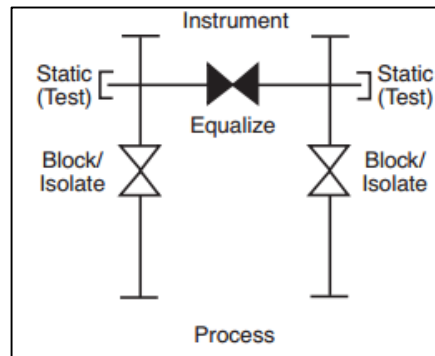 Instrument
Static
(Test)
Static
(Test)
Equalize
Block/
Isolate
Block/
Isolate
Process